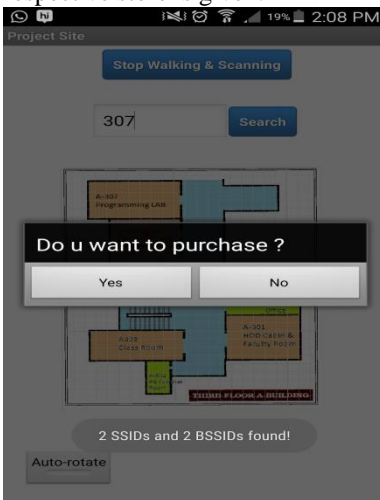 hi 19% 2:08 PM
Project Site
Stop Walking & Scanning
307 Search
A-307
Programming LAB
Do u want to purchase ?
Yes No
OFFICE
A-301
HOD Cabin &
Faculty Room
Class Room
THIRD FLOOR A-BUILDING
2 SSIDs and 2 BSSIDs found!
Auto-rotate